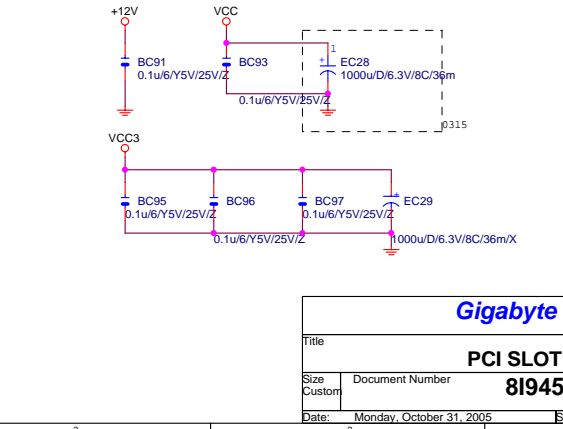 +12V
VCC
BC91
0.1u/6/Y5V/25V/Z
BC93
0.1u/6/Y5V/25V/Z
1
+
EC28
1000u/D/6.3V/8C/36m
0315
VCC3
BC95
0.1u/6/Y5V/25V/Z
BC96
0.1u/6/Y5V/25V/Z
BC97
0.1u/6/Y5V/25V/Z
+
EC29
1000u/D/6.3V/8C/36m/X
Gigabyte
Title
PCI SLOT
Size
Custom
Document Number
8I945
Date:
Monday, October 31, 2005
S